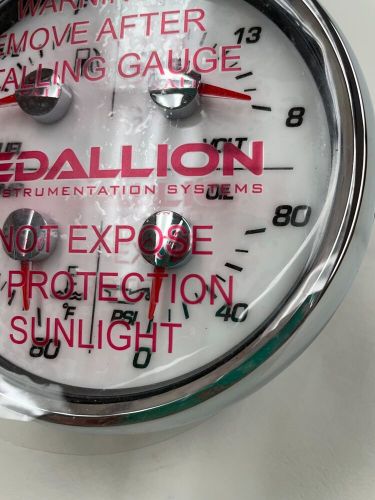 WARNIN
EMOVE AFTER
ALLING GAUGE
13
8
VOLT
EDALLION
NSTRUMENTATION SYSTEMS
OIL
80
NOT EXPOSE
PROTECTION
°F
PSI
40
SUNLIGHT
80
0